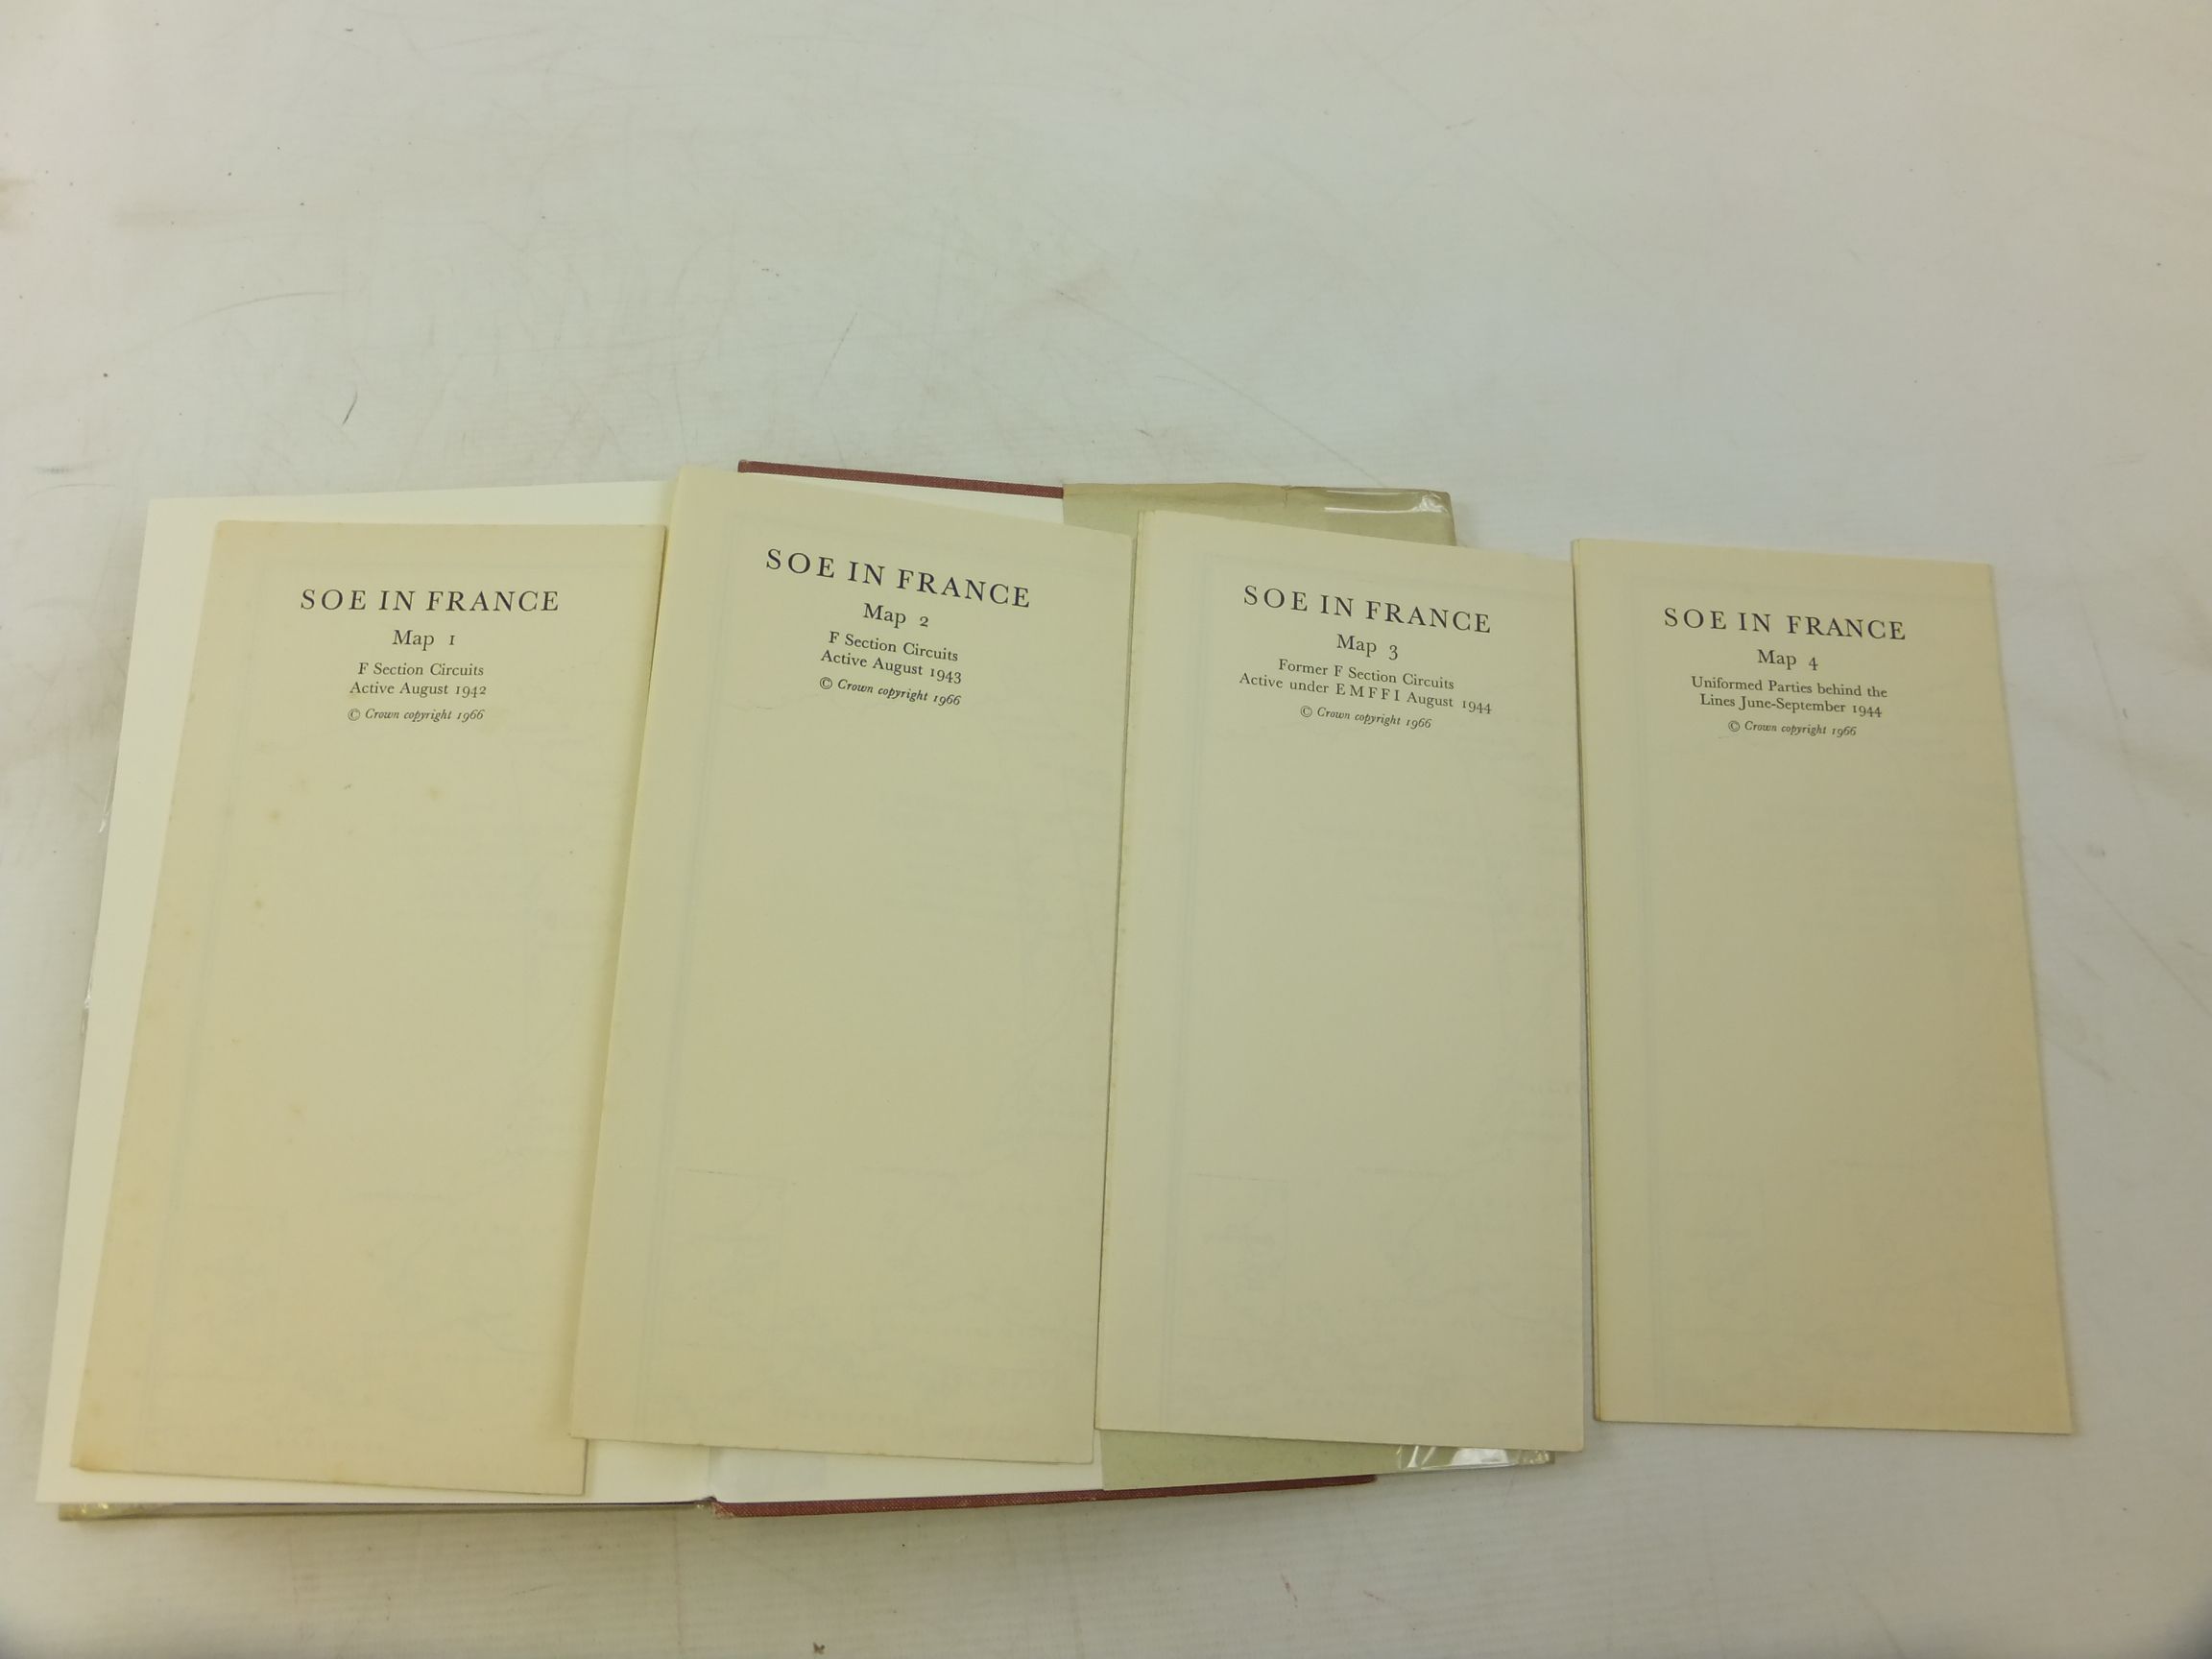 SOE IN FRANCE
Map 1
F Section Circuits
Active August 1942
© Crown copyright 1966
SOE IN FRANCE
Map 2
F Section Circuits
Active August 1943
© Crown copyright 1966
SOE IN FRANCE
Map 3
Former F Section Circuits
Active under EMFFI August 1944
© Crown copyright 1966
SOE IN FRANCE
Map 4
Uniformed Parties behind the
Lines June-September 1944
© Crown copyright 1966